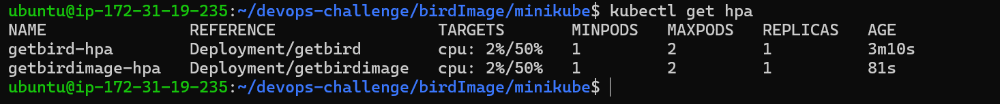 ubuntu@ip-172-31-19-235:~/devops-challenge/birdImage/minikube$ kubectl get hpa
NAME REFERENCE TARGETS MINPODS MAXPODS REPLICAS AGE
getbird-hpa Deployment/getbird cpu: 2%/50% 1 2 1 3m10s
getbirdimage-hpa Deployment/getbirdimage cpu: 2%/50% 1 2 1 81s
ubuntu@ip-172-31-19-235:~/devops-challenge/birdImage/minikube$